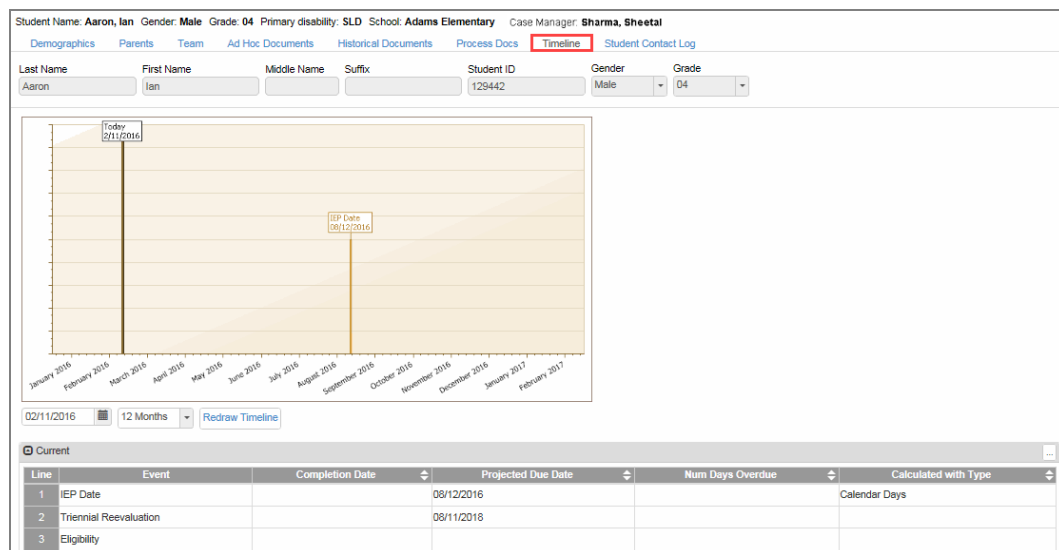 Student Name: Aaron, Ian Gender: Male Grade: 04 Primary disability: SLD School: Adams Elementary Case Manager: Sharma, Sheetal
Demographics Parents Team Ad Hoc Documents Historical Documents Process Docs Timeline Student Contact Log
Last Name First Name Middle Name Suffix Student ID Gender Grade
Aaron Ian 129442 Male 04
Today
2/11/2016
IEP Date
08/12/2016
January 2016 February 2016 March 2016 April 2016 May 2016 June 2016 July 2016 August 2016 September 2016 October 2016 November 2016 December 2016 January 2017 February 2017
02/11/2016 12 Months Redraw Timeline
Current ...
Line Event Completion Date Projected Due Date Num Days Overdue Calculated with Type
1 IEP Date 08/12/2016 Calendar Days
2 Triennial Reevaluation 08/11/2018
3 Eligibility